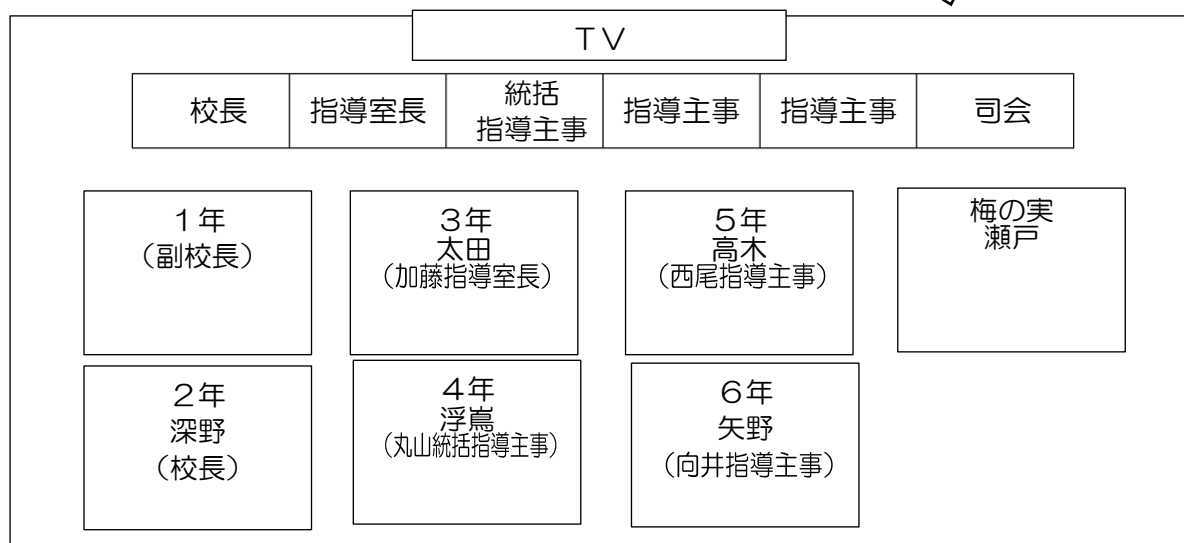 ＴＶ
校長
指導室長
統括
指導主事
指導主事
指導主事
司会
１年
（副校長）
３年
太田
（加藤指導室長）
５年
高木
（西尾指導主事）
梅の実
瀬戸
２年
深野
（校長）
４年
浮嶌
（丸山統括指導主事）
６年
矢野
（向井指導主事）